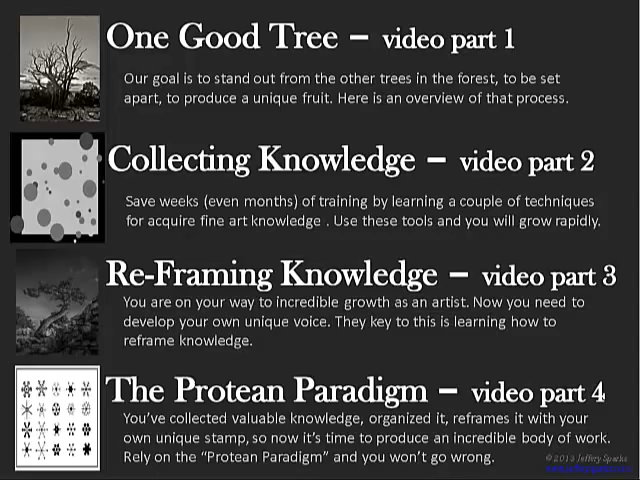 One Good Tree – video part 1
Our goal is to stand out from the other trees in the forest, to be set
apart, to produce a unique fruit. Here is an overview of that process.
Collecting Knowledge – video part 2
Save weeks (even months) of training by learning a couple of techniques
for acquire fine art knowledge . Use these tools and you will grow rapidly.
Re-Framing Knowledge – video part 3
You are on your way to incredible growth as an artist. Now you need to
develop your own unique voice. They key to this is learning how to
reframe knowledge.
The Protean Paradigm – video part 4
You've collected valuable knowledge, organized it, reframes it with your
own unique stamp, so now it's time to produce an incredible body of work.
Rely on the “Protean Paradigm” and you won't go wrong.
© 2013 Jeffery Sparks